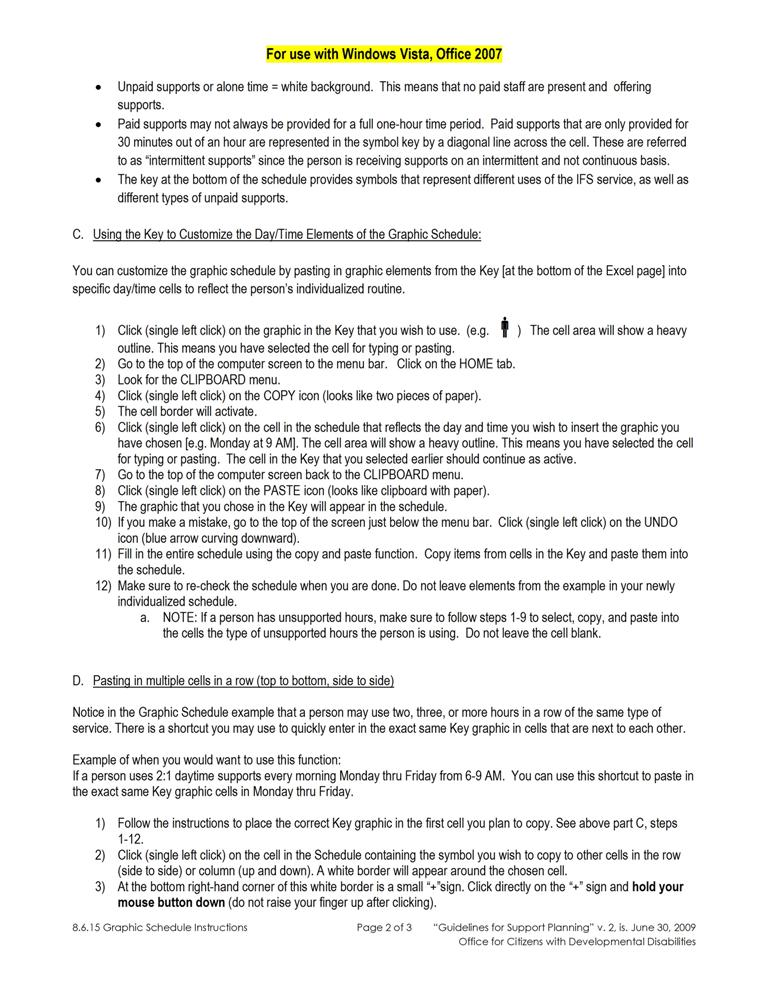 For use with Windows Vista, Office 2007
• Unpaid supports or alone time = white background.  This means that no paid staff are present and  offering
supports.
• Paid supports may not always be provided for a full one-hour time period.  Paid supports that are only provided for
30 minutes out of an hour are represented in the symbol key by a diagonal line across the cell. These are referred
to as “intermittent supports” since the person is receiving supports on an intermittent and not continuous basis.
• The key at the bottom of the schedule provides symbols that represent different uses of the IFS service, as well as
different types of unpaid supports.
C. Using the Key to Customize the Day/Time Elements of the Graphic Schedule:
You can customize the graphic schedule by pasting in graphic elements from the Key [at the bottom of the Excel page] into
specific day/time cells to reflect the person’s individualized routine.
1) Click (single left click) on the graphic in the Key that you wish to use.  (e.g. ) The cell area will show a heavy
outline. This means you have selected the cell for typing or pasting.
2) Go to the top of the computer screen to the menu bar.   Click on the HOME tab.
3) Look for the CLIPBOARD menu.
4) Click (single left click) on the COPY icon (looks like two pieces of paper).
5) The cell border will activate.
6) Click (single left click) on the cell in the schedule that reflects the day and time you wish to insert the graphic you
have chosen [e.g. Monday at 9 AM]. The cell area will show a heavy outline. This means you have selected the cell
for typing or pasting.  The cell in the Key that you selected earlier should continue as active.
7) Go to the top of the computer screen back to the CLIPBOARD menu.
8) Click (single left click) on the PASTE icon (looks like clipboard with paper).
9) The graphic that you chose in the Key will appear in the schedule.
10) If you make a mistake, go to the top of the screen just below the menu bar.  Click (single left click) on the UNDO
icon (blue arrow curving downward).
11) Fill in the entire schedule using the copy and paste function.  Copy items from cells in the Key and paste them into
the schedule.
12) Make sure to re-check the schedule when you are done. Do not leave elements from the example in your newly
individualized schedule.
a. NOTE: If a person has unsupported hours, make sure to follow steps 1-9 to select, copy, and paste into
the cells the type of unsupported hours the person is using.  Do not leave the cell blank.
D. Pasting in multiple cells in a row (top to bottom, side to side)
Notice in the Graphic Schedule example that a person may use two, three, or more hours in a row of the same type of
service. There is a shortcut you may use to quickly enter in the exact same Key graphic in cells that are next to each other.
Example of when you would want to use this function:
If a person uses 2:1 daytime supports every morning Monday thru Friday from 6-9 AM.  You can use this shortcut to paste in
the exact same Key graphic cells in Monday thru Friday.
1) Follow the instructions to place the correct Key graphic in the first cell you plan to copy. See above part C, steps
1-12.
2) Click (single left click) on the cell in the Schedule containing the symbol you wish to copy to other cells in the row
(side to side) or column (up and down). A white border will appear around the chosen cell.
3) At the bottom right-hand corner of this white border is a small “+”sign. Click directly on the “+” sign and hold your
mouse button down (do not raise your finger up after clicking).
8.6.15 Graphic Schedule Instructions Page 2 of 3 “Guidelines for Support Planning” v. 2, is. June 30, 2009
Office for Citizens with Developmental Disabilities